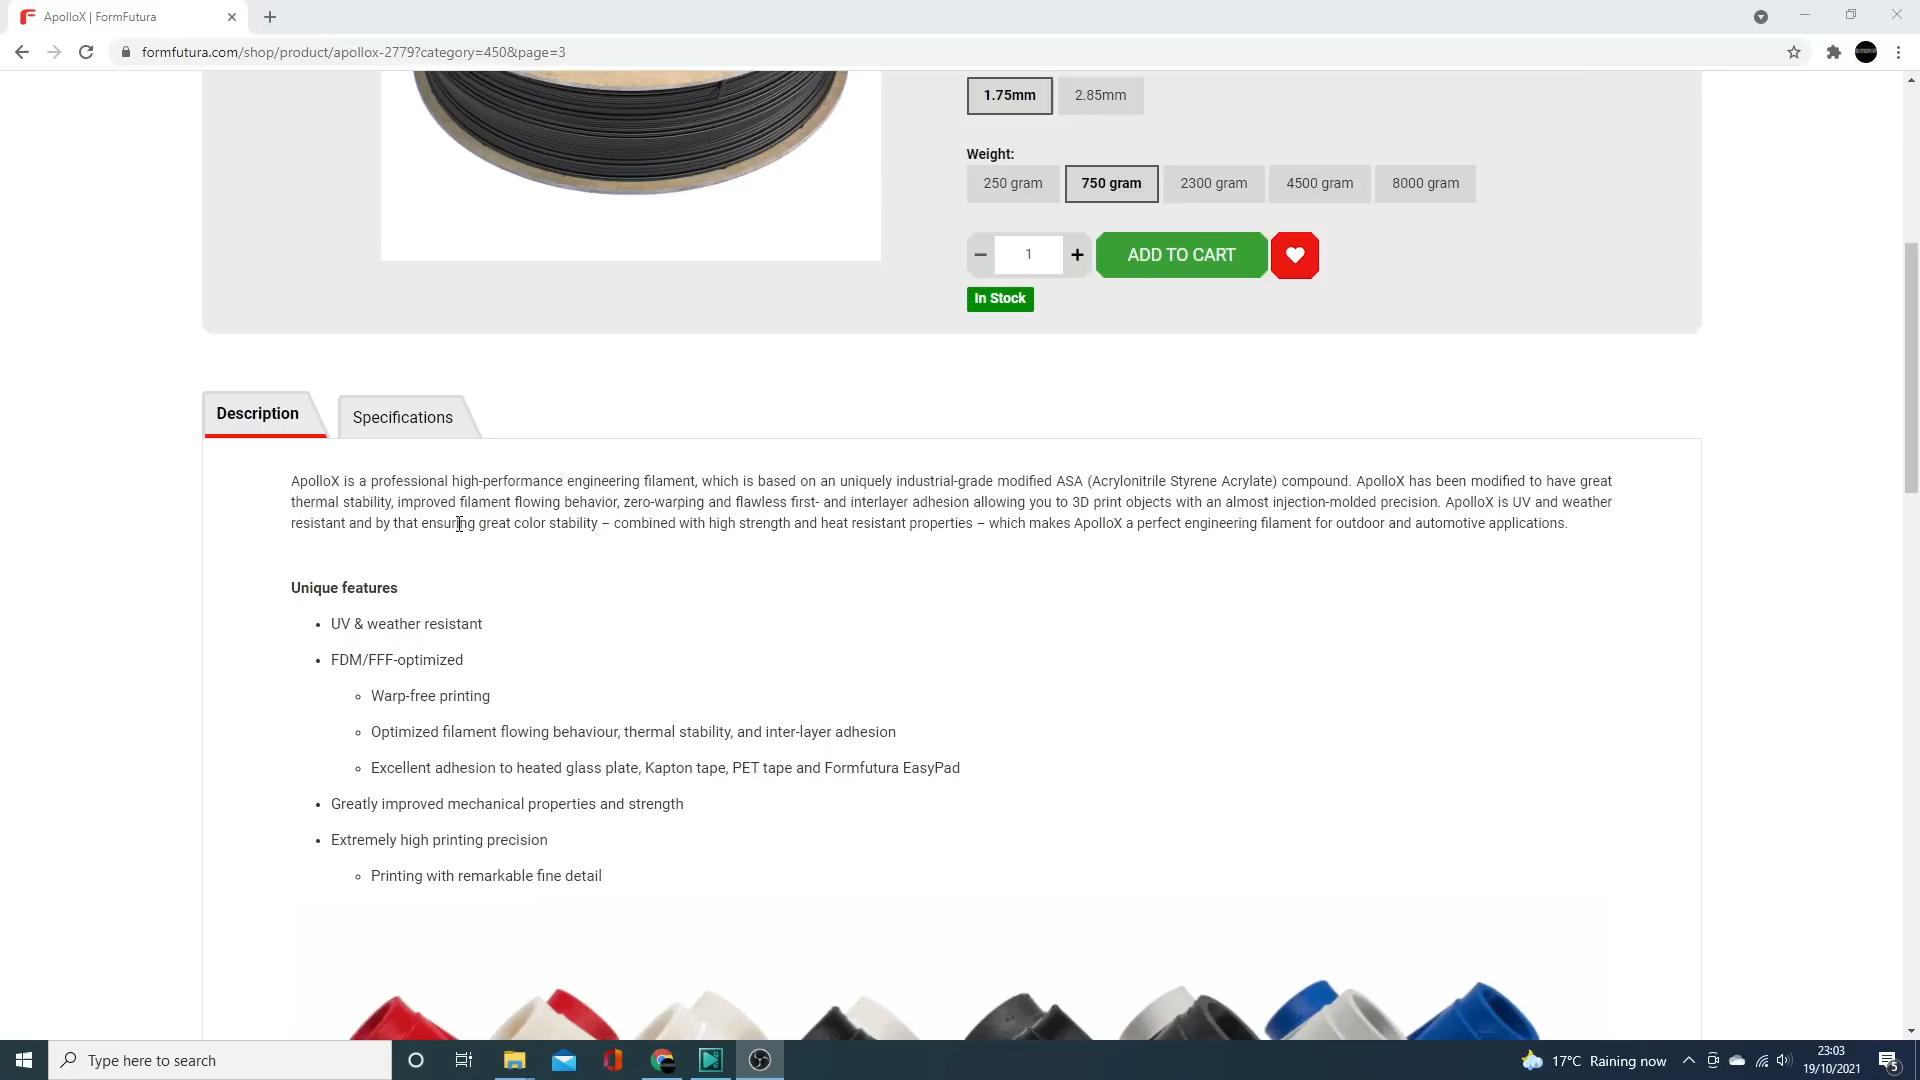 ApolloX | FormFutura
formfutura.com/shop/product/apollox-2779?category=450&page=3
1.75mm 2.85mm
Weight:
250 gram 750 gram 2300 gram 4500 gram 8000 gram
− 1 + ADD TO CART
In Stock
Description Specifications
ApolloX is a professional high-performance engineering filament, which is based on an uniquely industrial-grade modified ASA (Acrylonitrile Styrene Acrylate) compound. ApolloX has been modified to have great
thermal stability, improved filament flowing behavior, zero-warping and flawless first- and interlayer adhesion allowing you to 3D print objects with an almost injection-molded precision. ApolloX is UV and weather
resistant and by that ensuring great color stability – combined with high strength and heat resistant properties – which makes ApolloX a perfect engineering filament for outdoor and automotive applications.
Unique features
• UV & weather resistant
• FDM/FFF-optimized
◦ Warp-free printing
◦ Optimized filament flowing behaviour, thermal stability, and inter-layer adhesion
◦ Excellent adhesion to heated glass plate, Kapton tape, PET tape and Formfutura EasyPad
• Greatly improved mechanical properties and strength
• Extremely high printing precision
◦ Printing with remarkable fine detail
Type here to search
17°C Raining now
23:03
19/10/2021
5